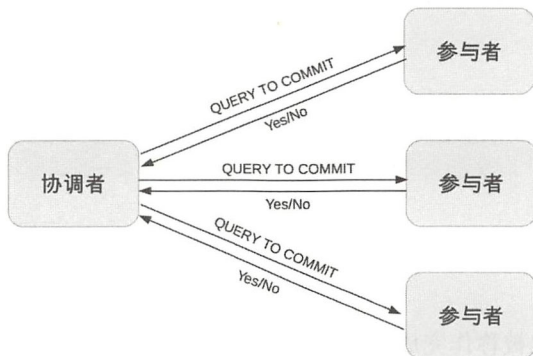 参与者
QUERY TO COMMIT
Yes/No
协调者
QUERY TO COMMIT
参与者
Yes/No
QUERY TO COMMIT
Yes/No
参与者